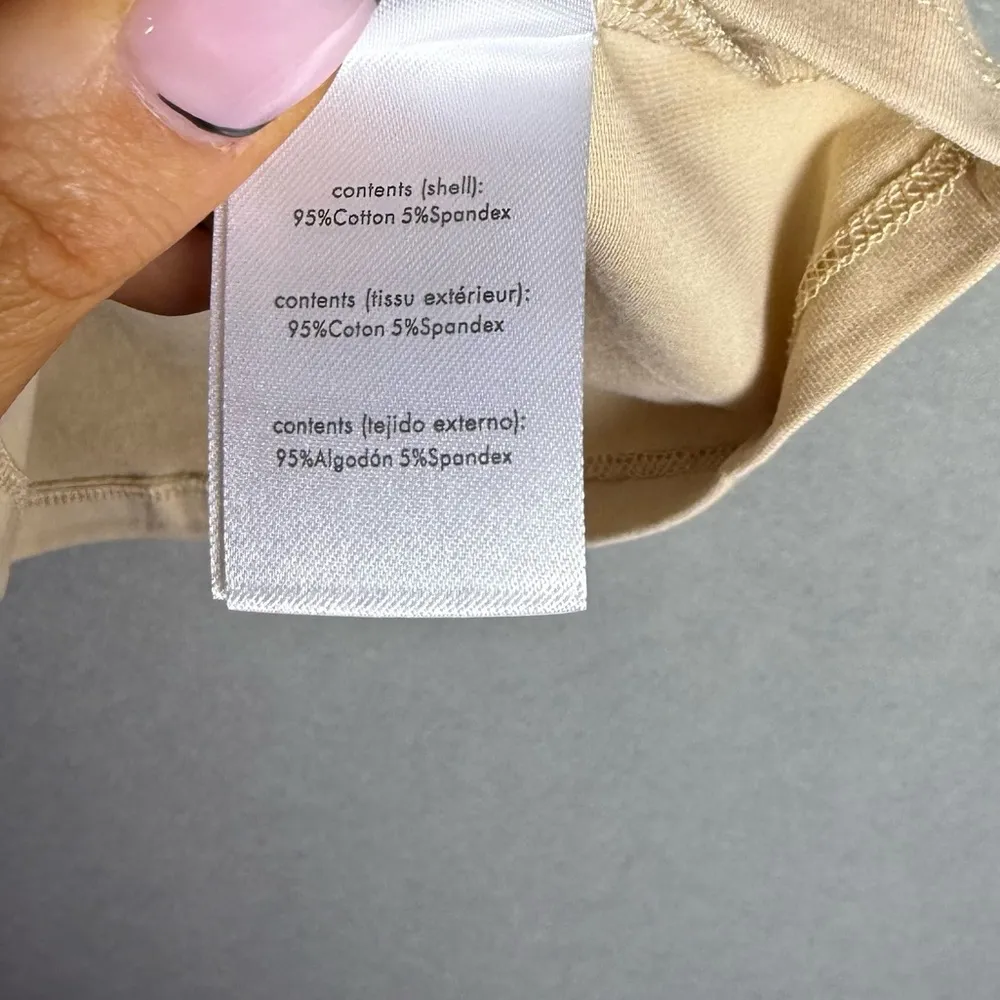 contents (shell):
95%Cotton 5%Spandex
contents (tissu extérieur):
95%Coton 5%Spandex
contents (tejido externo):
95%Algodón 5%Spandex